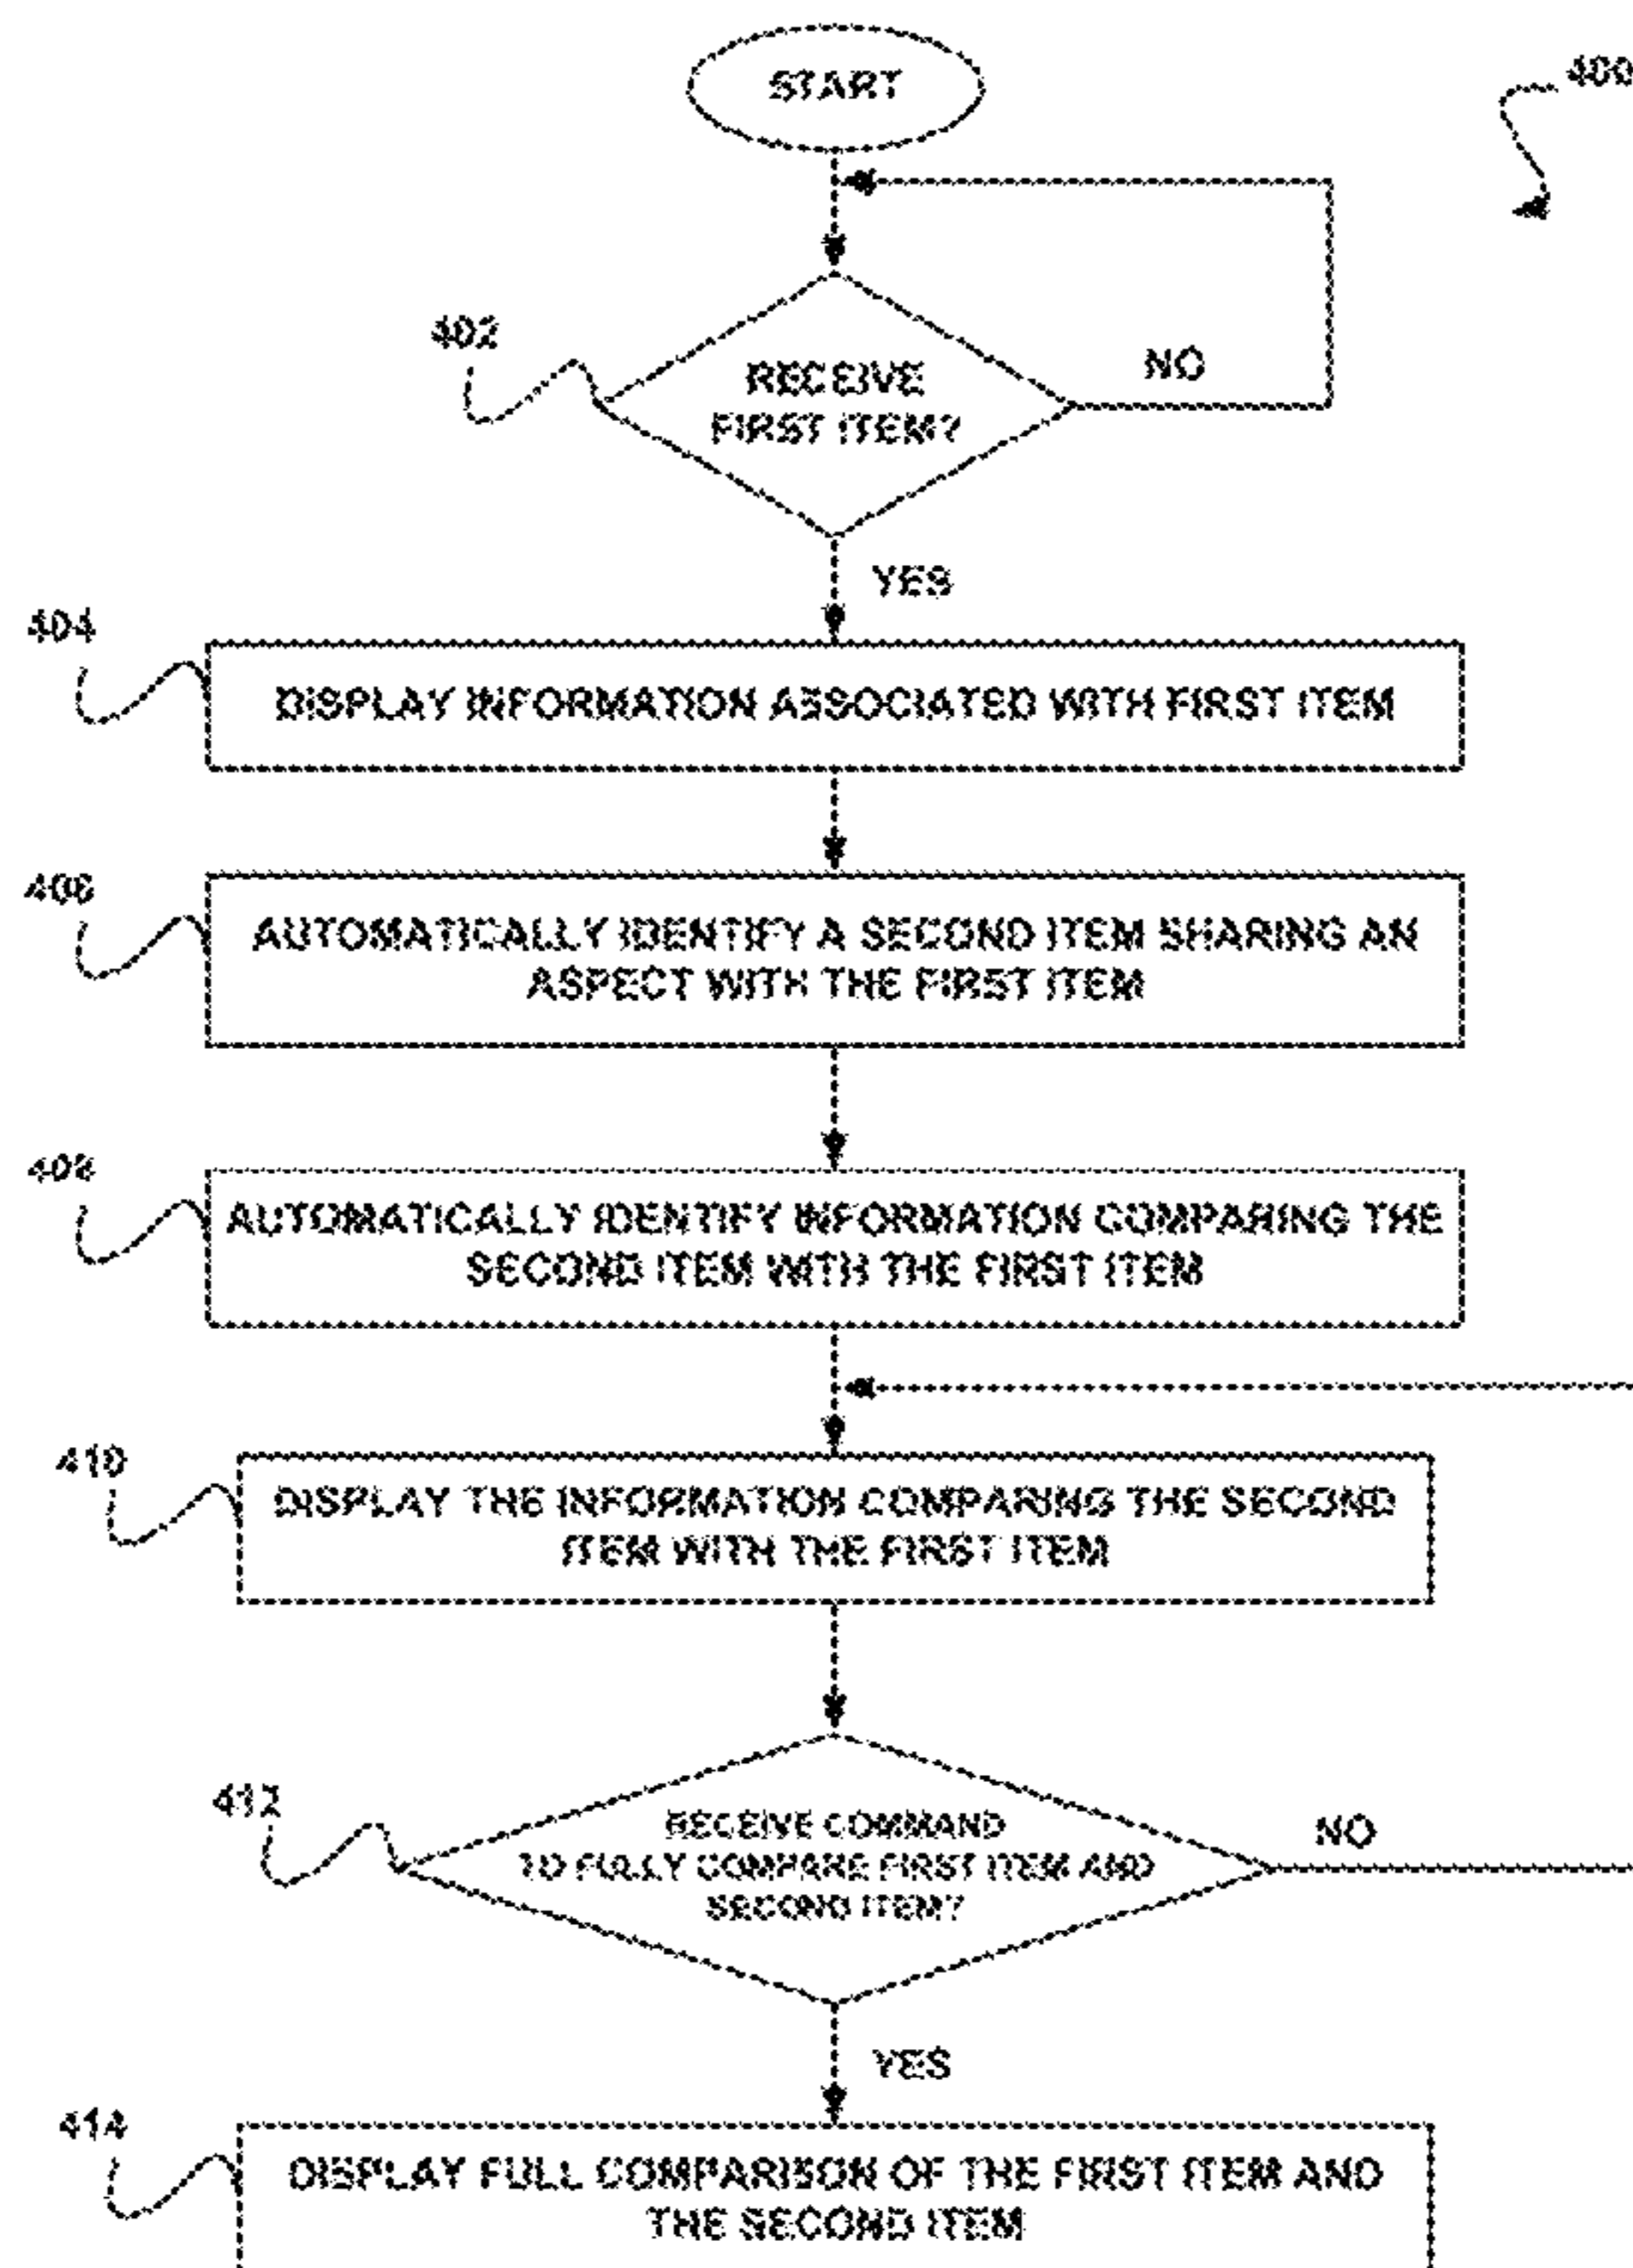 START
400
402
RECEIVE
FIRST ITEM?
NO
YES
404
DISPLAY INFORMATION ASSOCIATED WITH FIRST ITEM
406
AUTOMATICALLY IDENTIFY A SECOND ITEM SHARING AN
ASPECT WITH THE FIRST ITEM
408
AUTOMATICALLY IDENTIFY INFORMATION COMPARING THE
SECOND ITEM WITH THE FIRST ITEM
410
DISPLAY THE INFORMATION COMPARING THE SECOND
ITEM WITH THE FIRST ITEM
412
RECEIVE COMMAND
TO FULLY COMPARE FIRST ITEM AND
SECOND ITEM?
NO
YES
414
DISPLAY FULL COMPARISON OF THE FIRST ITEM AND
THE SECOND ITEM